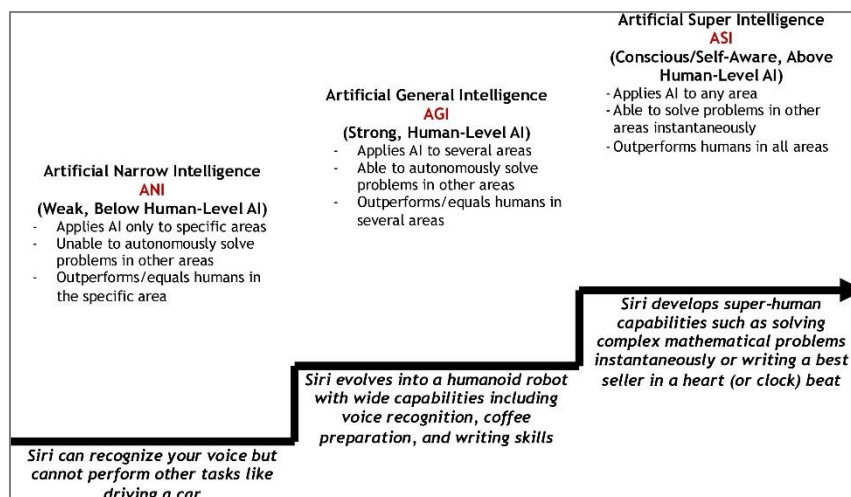 Artificial Narrow Intelligence
ANI
(Weak, Below Human-Level AI)
- Applies AI only to specific areas
- Unable to autonomously solve
problems in other areas
- Outperforms/equals humans in
the specific area
Siri can recognize your voice but
cannot perform other tasks like
driving a car
Artificial General Intelligence
AGI
(Strong, Human-Level AI)
- Applies AI to several areas
- Able to autonomously solve
problems in other areas
- Outperforms/equals humans in
several areas
Siri evolves into a humanoid robot
with wide capabilities including
voice recognition, coffee
preparation, and writing skills
Artificial Super Intelligence
ASI
(Conscious/Self-Aware, Above
Human-Level AI)
- Applies AI to any area
- Able to solve problems in other
areas instantaneously
- Outperforms humans in all areas
Siri develops super-human
capabilities such as solving
complex mathematical problems
instantaneously or writing a best
seller in a heart (or clock) beat